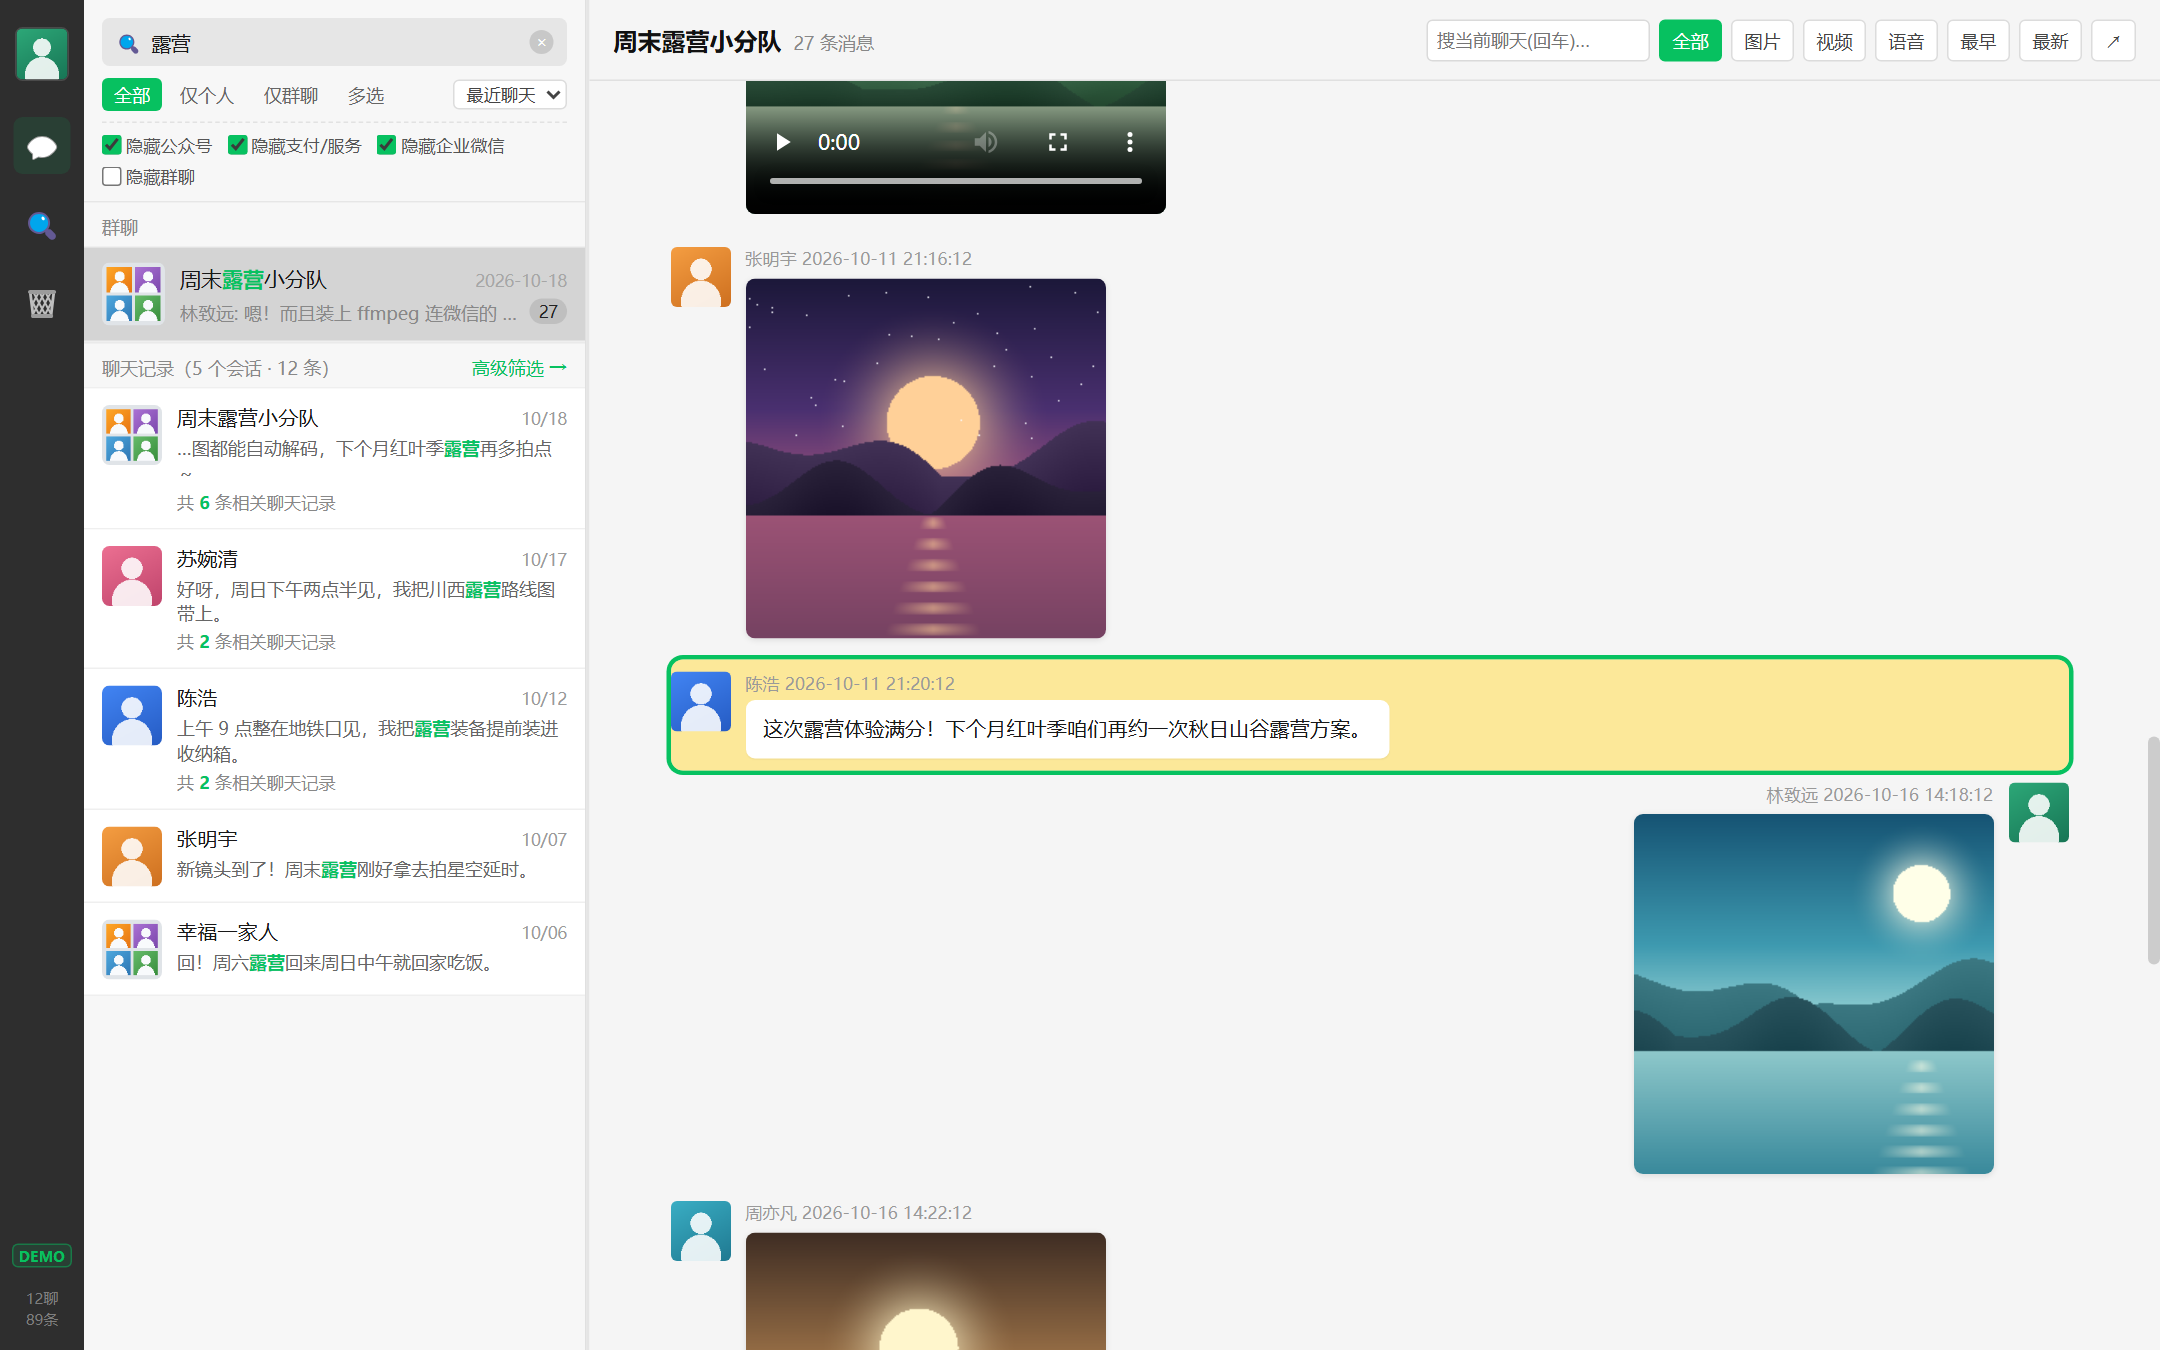 露营
全部 仅个人 仅群聊 多选 最近聊天
隐藏公众号 隐藏支付/服务 隐藏企业微信
隐藏群聊
群聊
周末露营小分队 2026-10-18
林致远: 嗯！而且装上 ffmpeg 连微信的 ... 27
聊天记录（5 个会话 · 12 条） 高级筛选 →
周末露营小分队 10/18
...图都能自动解码，下个月红叶季露营再多拍点
~
共 6 条相关聊天记录
苏婉清 10/17
好呀，周日下午两点半见，我把川西露营路线图
带上。
共 2 条相关聊天记录
陈浩 10/12
上午 9 点整在地铁口见，我把露营装备提前装进
收纳箱。
共 2 条相关聊天记录
张明宇 10/07
新镜头到了！周末露营刚好拿去拍星空延时。
幸福一家人 10/06
回！周六露营回来周日中午就回家吃饭。
DEMO
12聊
89条
周末露营小分队 27 条消息
搜当前聊天(回车)... 全部 图片 视频 语音 最早 最新 ↗
0:00
张明宇 2026-10-11 21:16:12
陈浩 2026-10-11 21:20:12
这次露营体验满分！下个月红叶季咱们再约一次秋日山谷露营方案。
林致远 2026-10-16 14:18:12
周亦凡 2026-10-16 14:22:12